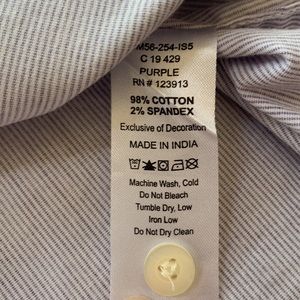 M56-254-IS5
C 19 429
PURPLE
RN # 123913
98% COTTON
2% SPANDEX
Exclusive of Decoration
MADE IN INDIA
Machine Wash, Cold
Do Not Bleach
Tumble Dry, Low
Iron Low
Do Not Dry Clean